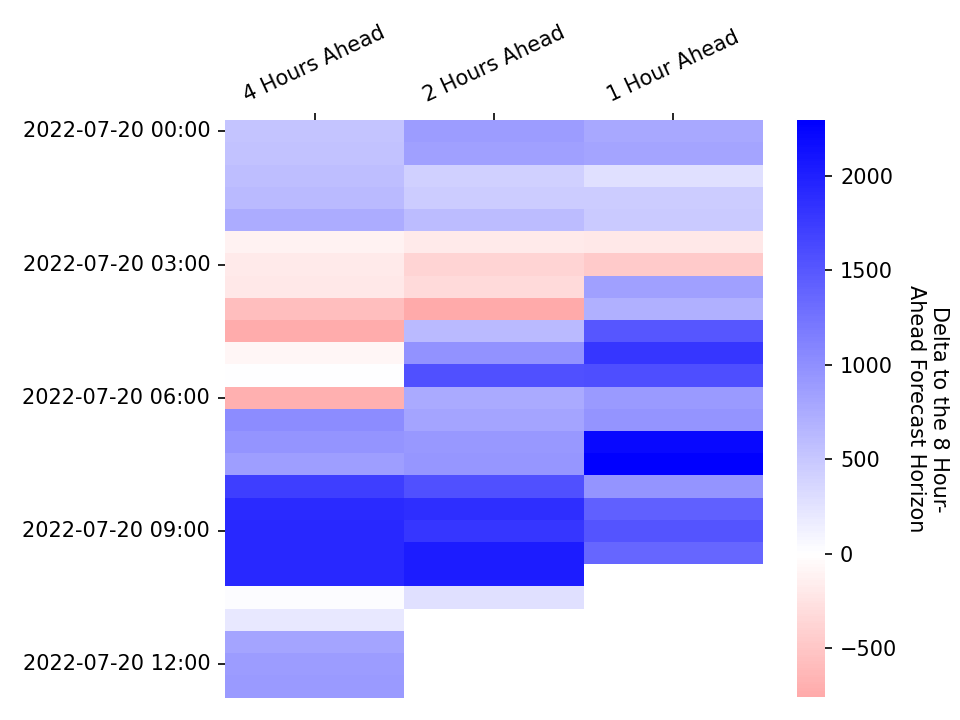 4 Hours Ahead
2 Hours Ahead
1 Hour Ahead
2022-07-20 00:00
2022-07-20 03:00
2022-07-20 06:00
2022-07-20 09:00
2022-07-20 12:00
2000
1500
1000
500
0
−500
Delta to the 8 Hour-
Ahead Forecast Horizon